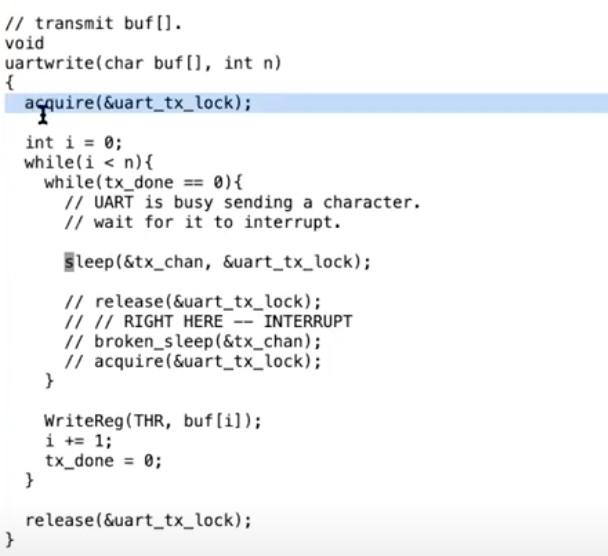 // transmit buf[].
void
uartwrite(char buf[], int n)
{
  acquire(&uart_tx_lock);

  int i = 0;
  while(i < n){
    while(tx_done == 0){
      // UART is busy sending a character.
      // wait for it to interrupt.

      sleep(&tx_chan, &uart_tx_lock);

      // release(&uart_tx_lock);
      // // RIGHT HERE -- INTERRUPT
      // broken_sleep(&tx_chan);
      // acquire(&uart_tx_lock);
    }

    WriteReg(THR, buf[i]);
    i += 1;
    tx_done = 0;
  }

  release(&uart_tx_lock);
}